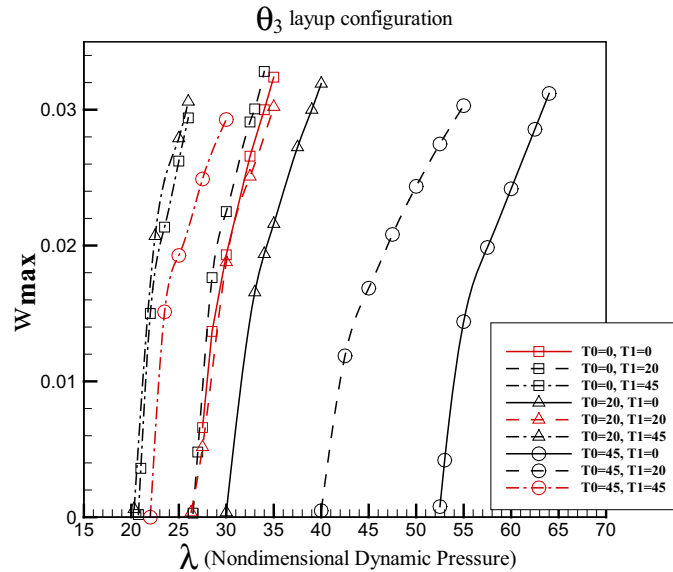 θ3 layup configuration
0.03
0.02
0.01
0
wmax
15 20 25 30 35 40 45 50 55 60 65 70
λ (Nondimensional Dynamic Pressure)
T0=0, T1=0
T0=0, T1=20
T0=0, T1=45
T0=20, T1=0
T0=20, T1=20
T0=20, T1=45
T0=45, T1=0
T0=45, T1=20
T0=45, T1=45